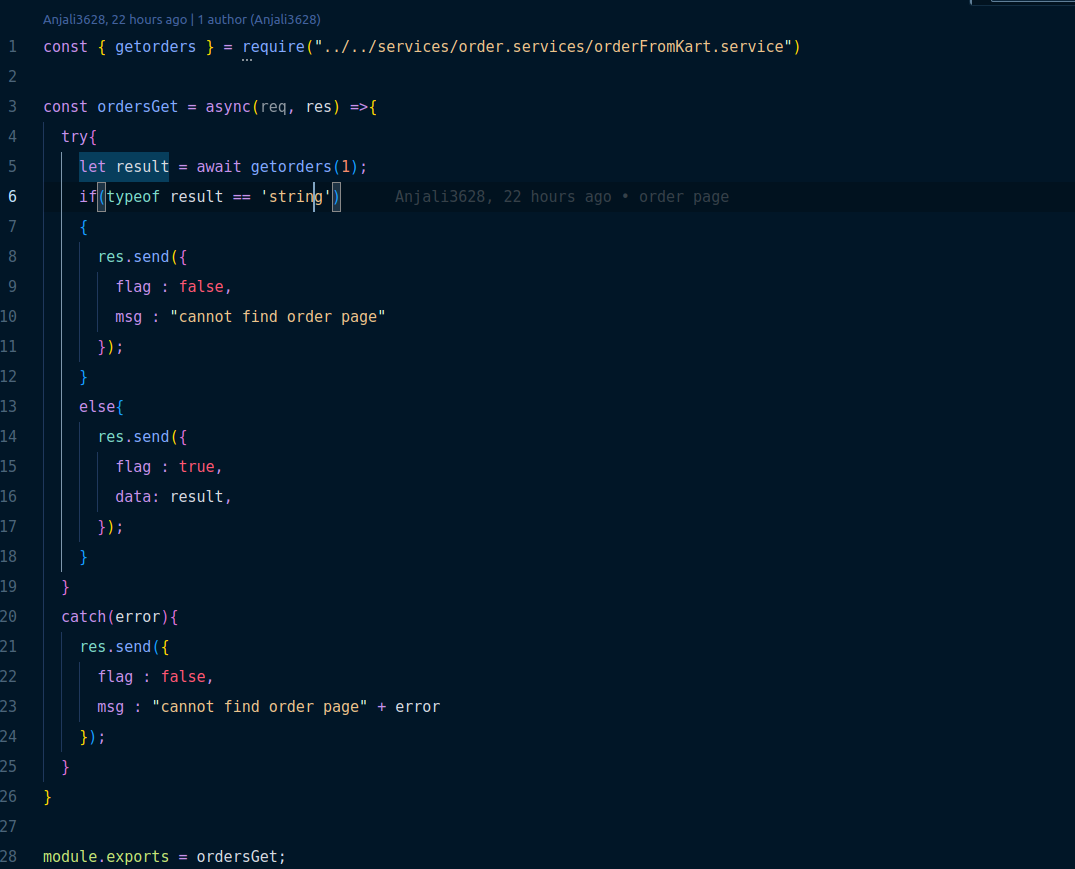 Anjali3628, 22 hours ago | 1 author (Anjali3628)
1 const { getorders } = require("../../services/order.services/orderFromKart.service")
2
3 const ordersGet = async(req, res) =>{
4 try{
5 let result = await getorders(1);
6 if(typeof result == 'string') Anjali3628, 22 hours ago • order page
7 {
8 res.send({
9 flag : false,
10 msg : "cannot find order page"
11 });
12 }
13 else{
14 res.send({
15 flag : true,
16 data: result,
17 });
18 }
19 }
20 catch(error){
21 res.send({
22 flag : false,
23 msg : "cannot find order page" + error
24 });
25 }
26 }
27
28 module.exports = ordersGet;